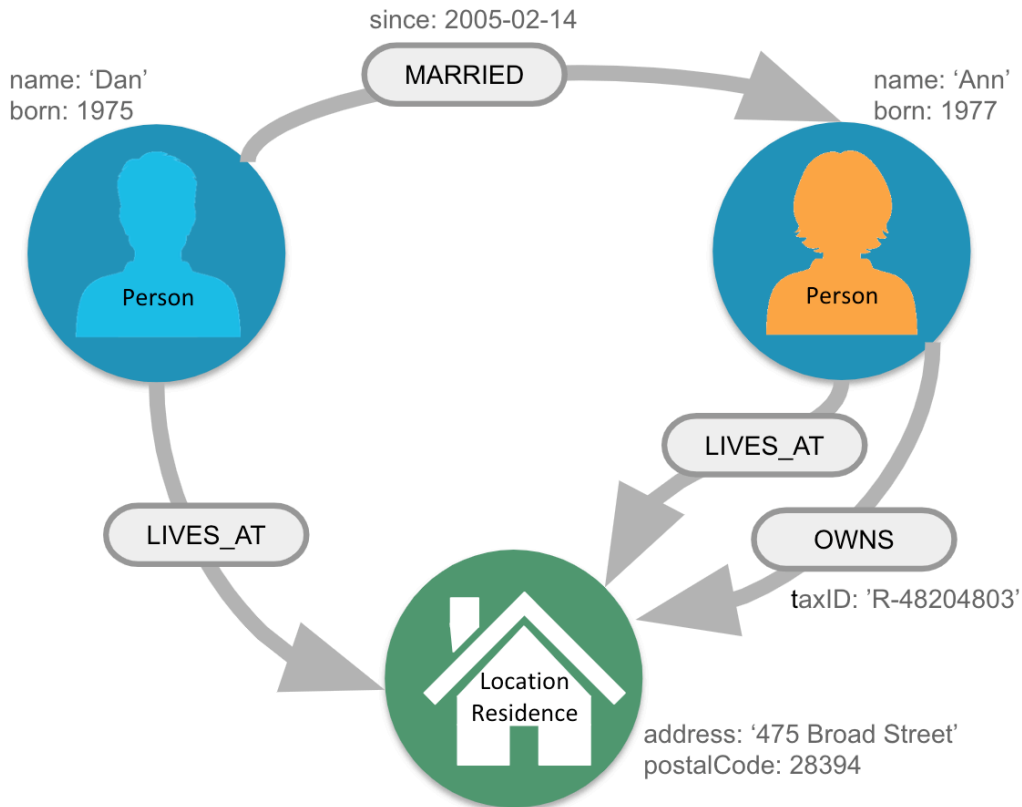 since: 2005-02-14
MARRIED
name: ‘Dan’
born: 1975
name: ‘Ann’
born: 1977
Person
Person
LIVES_AT
LIVES_AT
OWNS
taxID: ’R-48204803’
Location
Residence
address: ‘475 Broad Street’
postalCode: 28394